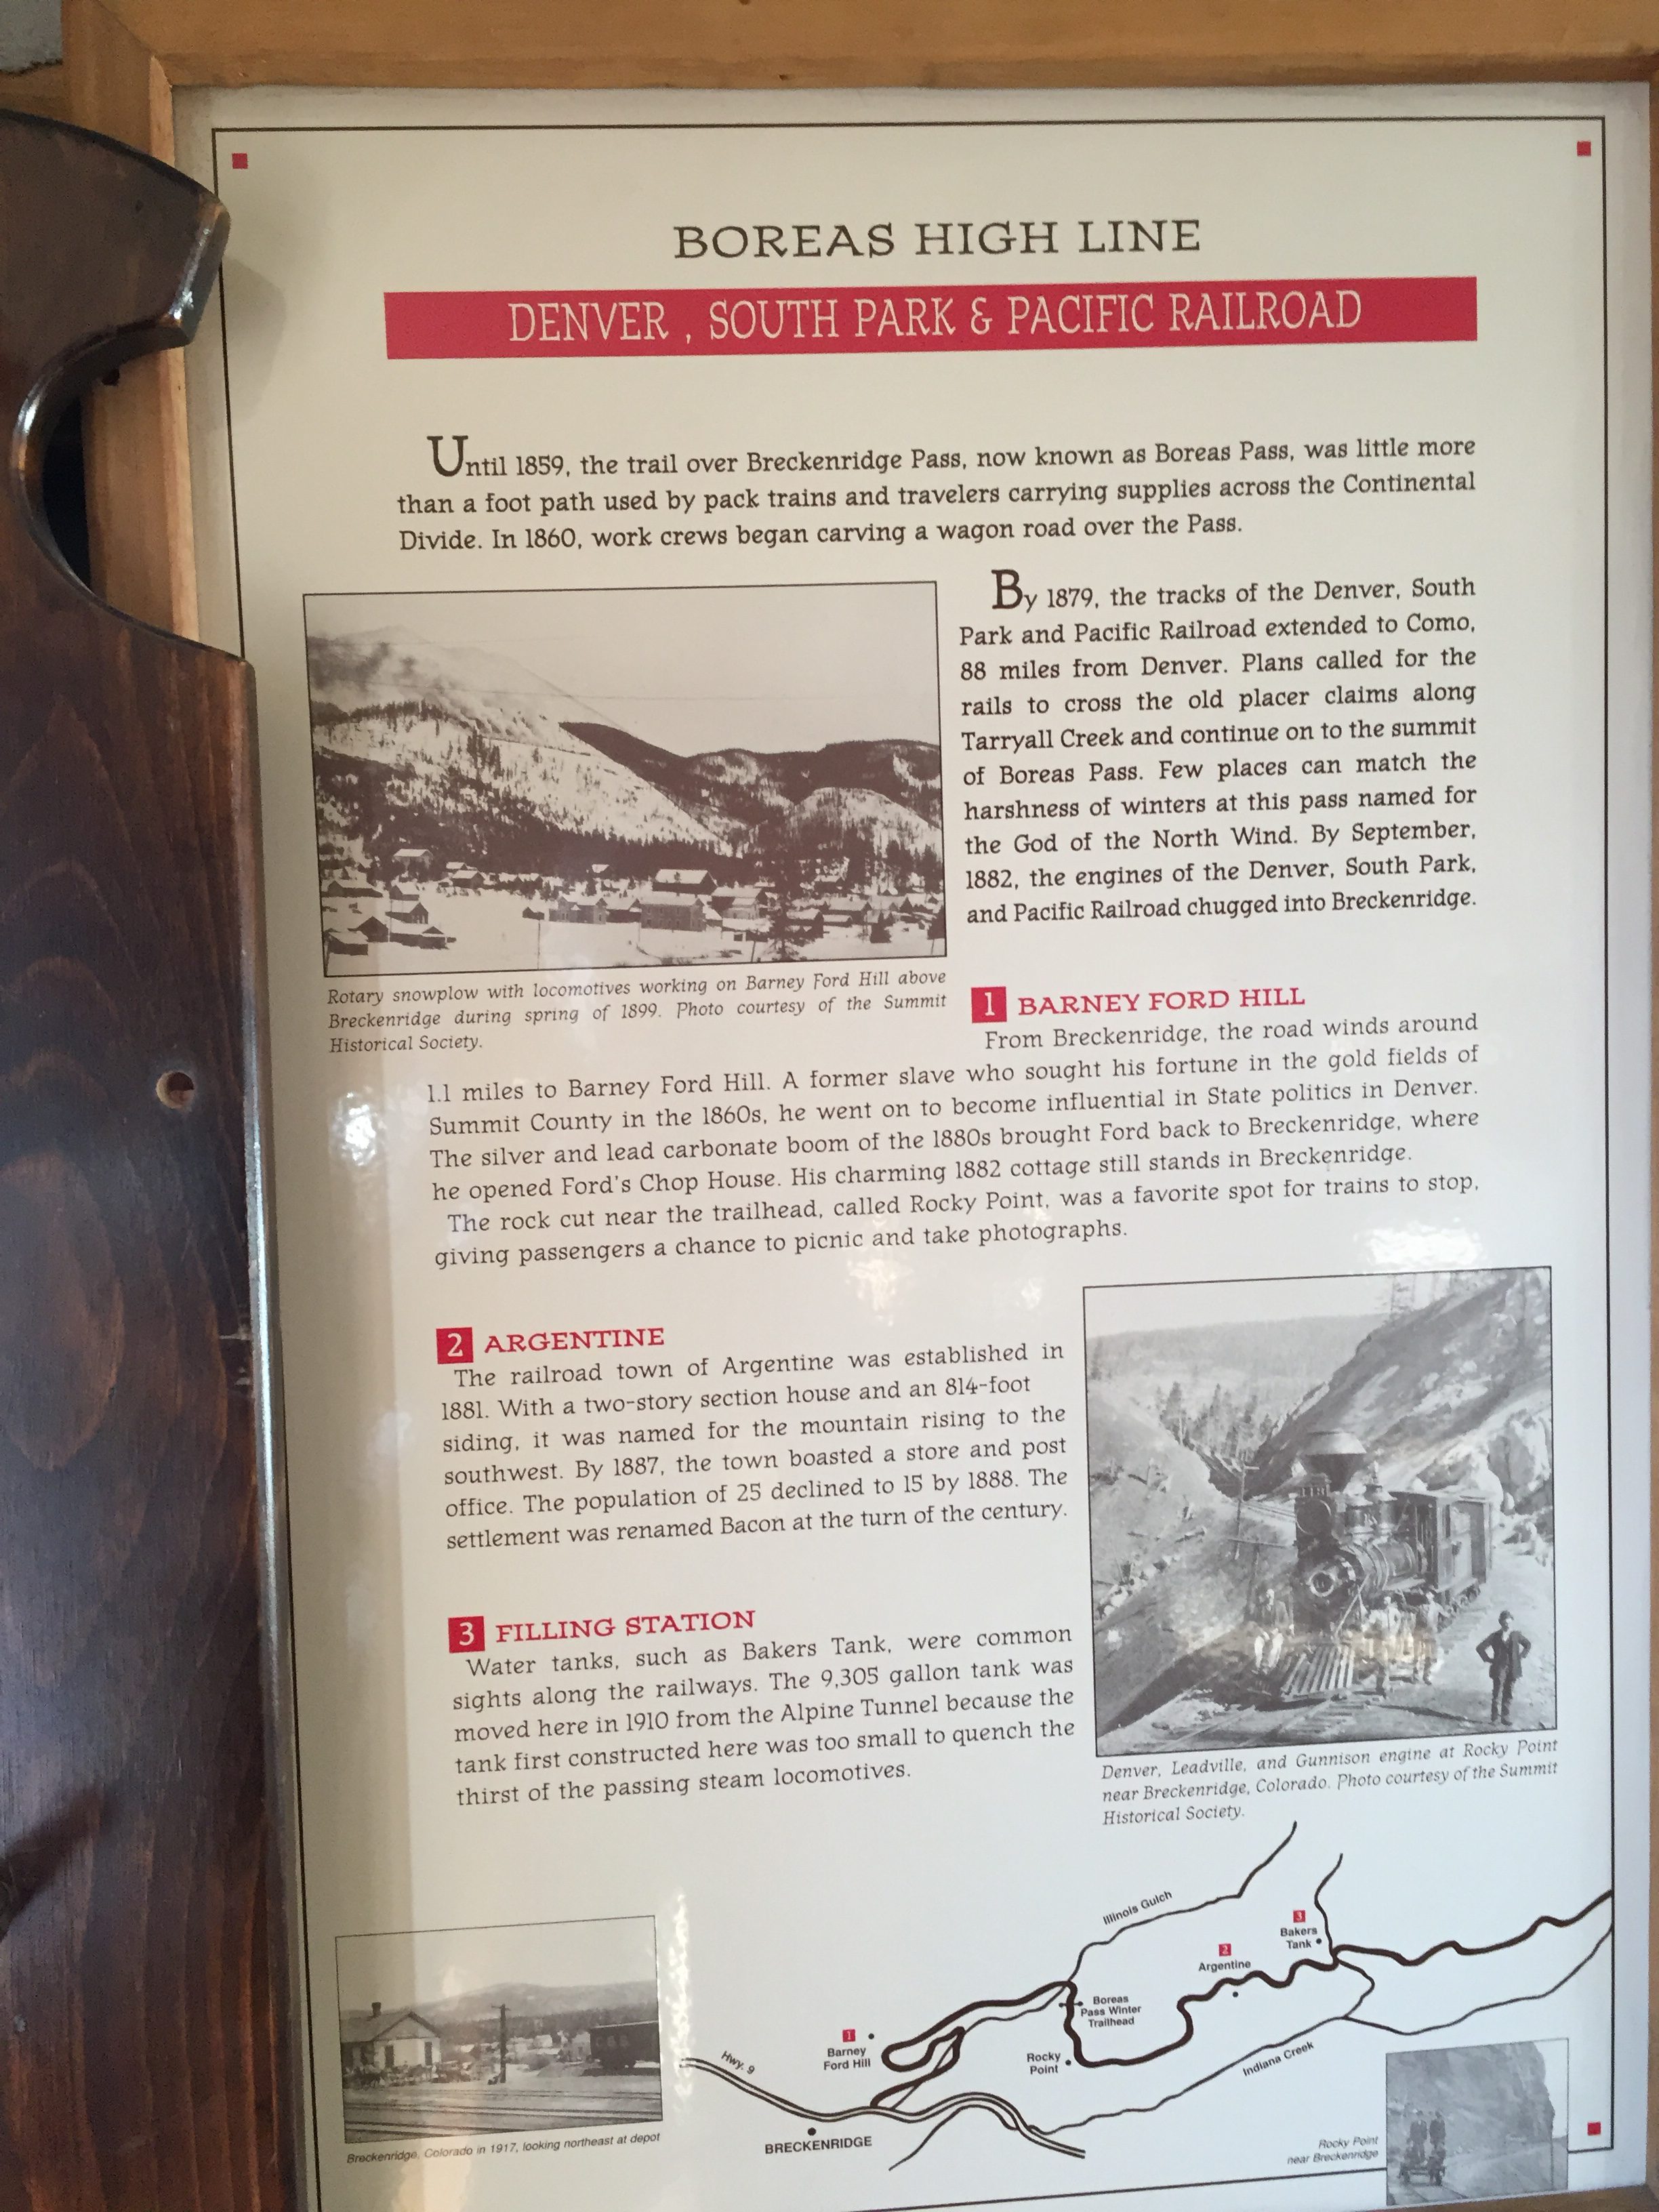 BOREAS HIGH LINE
DENVER , SOUTH PARK & PACIFIC RAILROAD
Until 1859, the trail over Breckenridge Pass, now known as Boreas Pass, was little more
than a foot path used by pack trains and travelers carrying supplies across the Continental
Divide. In 1860, work crews began carving a wagon road over the Pass.
By 1879, the tracks of the Denver, South
Park and Pacific Railroad extended to Como,
88 miles from Denver. Plans called for the
rails to cross the old placer claims along
Tarryall Creek and continue on to the summit
of Boreas Pass. Few places can match the
harshness of winters at this pass named for
the God of the North Wind. By September,
1882, the engines of the Denver, South Park,
and Pacific Railroad chugged into Breckenridge.
Rotary snowplow with locomotives working on Barney Ford Hill above
Breckenridge during spring of 1899. Photo courtesy of the Summit
Historical Society.
1 BARNEY FORD HILL
From Breckenridge, the road winds around
1.1 miles to Barney Ford Hill. A former slave who sought his fortune in the gold fields of
Summit County in the 1860s, he went on to become influential in State politics in Denver.
The silver and lead carbonate boom of the 1880s brought Ford back to Breckenridge, where
he opened Ford's Chop House. His charming 1882 cottage still stands in Breckenridge.
The rock cut near the trailhead, called Rocky Point, was a favorite spot for trains to stop,
giving passengers a chance to picnic and take photographs.
2 ARGENTINE
The railroad town of Argentine was established in
1881. With a two-story section house and an 814-foot
siding, it was named for the mountain rising to the
southwest. By 1887, the town boasted a store and post
office. The population of 25 declined to 15 by 1888. The
settlement was renamed Bacon at the turn of the century.
3 FILLING STATION
Water tanks, such as Bakers Tank, were common
sights along the railways. The 9,305 gallon tank was
moved here in 1910 from the Alpine Tunnel because the
tank first constructed here was too small to quench the
thirst of the passing steam locomotives.
Denver, Leadville, and Gunnison engine at Rocky Point
near Breckenridge, Colorado. Photo courtesy of the Summit
Historical Society.
Illinois Gulch
3
Bakers
Tank
2
Argentine
Boreas
Pass Winter
Trailhead
1
Barney
Ford Hill
Rocky
Point
Hwy. 9
Indiana Creek
BRECKENRIDGE
Breckenridge, Colorado in 1917, looking northeast at depot
Rocky Point
near Breckenridge